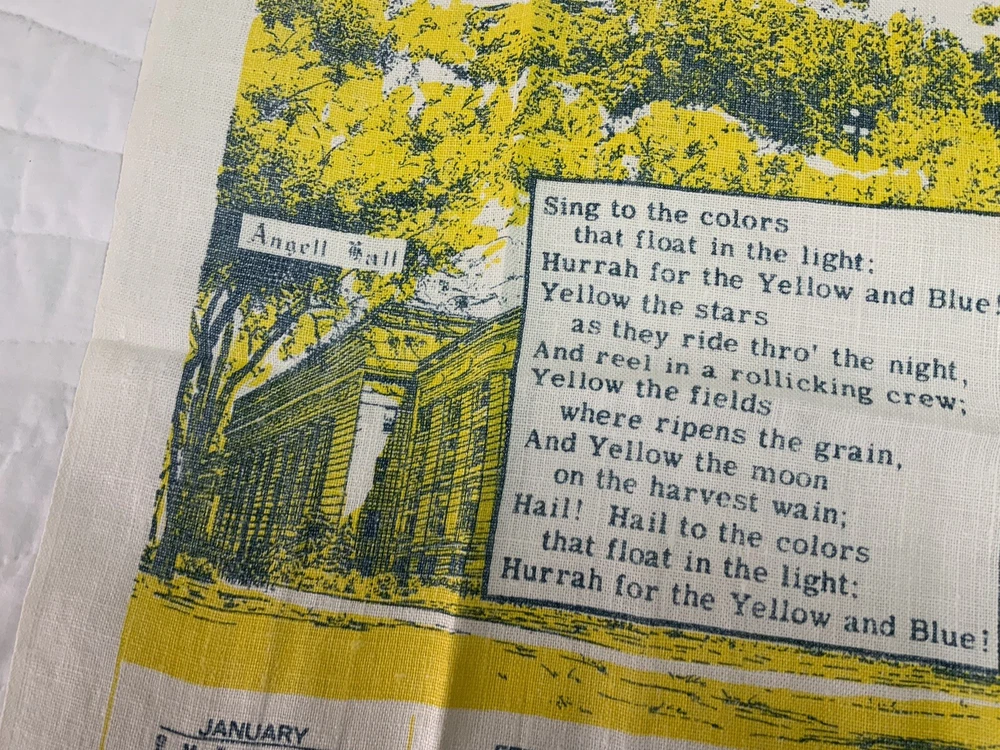 Angell Hall
Sing to the colors
that float in the light:
Hurrah for the Yellow and Blue!
Yellow the stars
as they ride thro' the night,
And reel in a rollicking crew;
Yellow the fields
where ripens the grain,
And Yellow the moon
on the harvest wain;
Hail! Hail to the colors
that float in the light:
Hurrah for the Yellow and Blue!
JANUARY